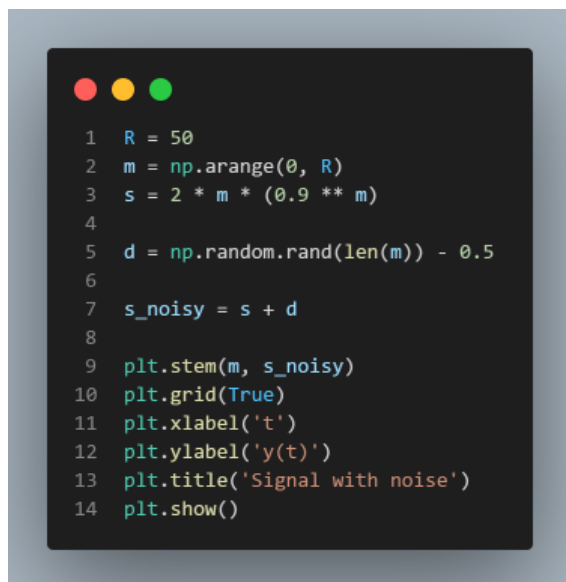 1 R = 50
2 m = np.arange(0, R)
3 s = 2 * m * (0.9 ** m)
4
5 d = np.random.rand(len(m)) - 0.5
6
7 s_noisy = s + d
8
9 plt.stem(m, s_noisy)
10 plt.grid(True)
11 plt.xlabel('t')
12 plt.ylabel('y(t)')
13 plt.title('Signal with noise')
14 plt.show()